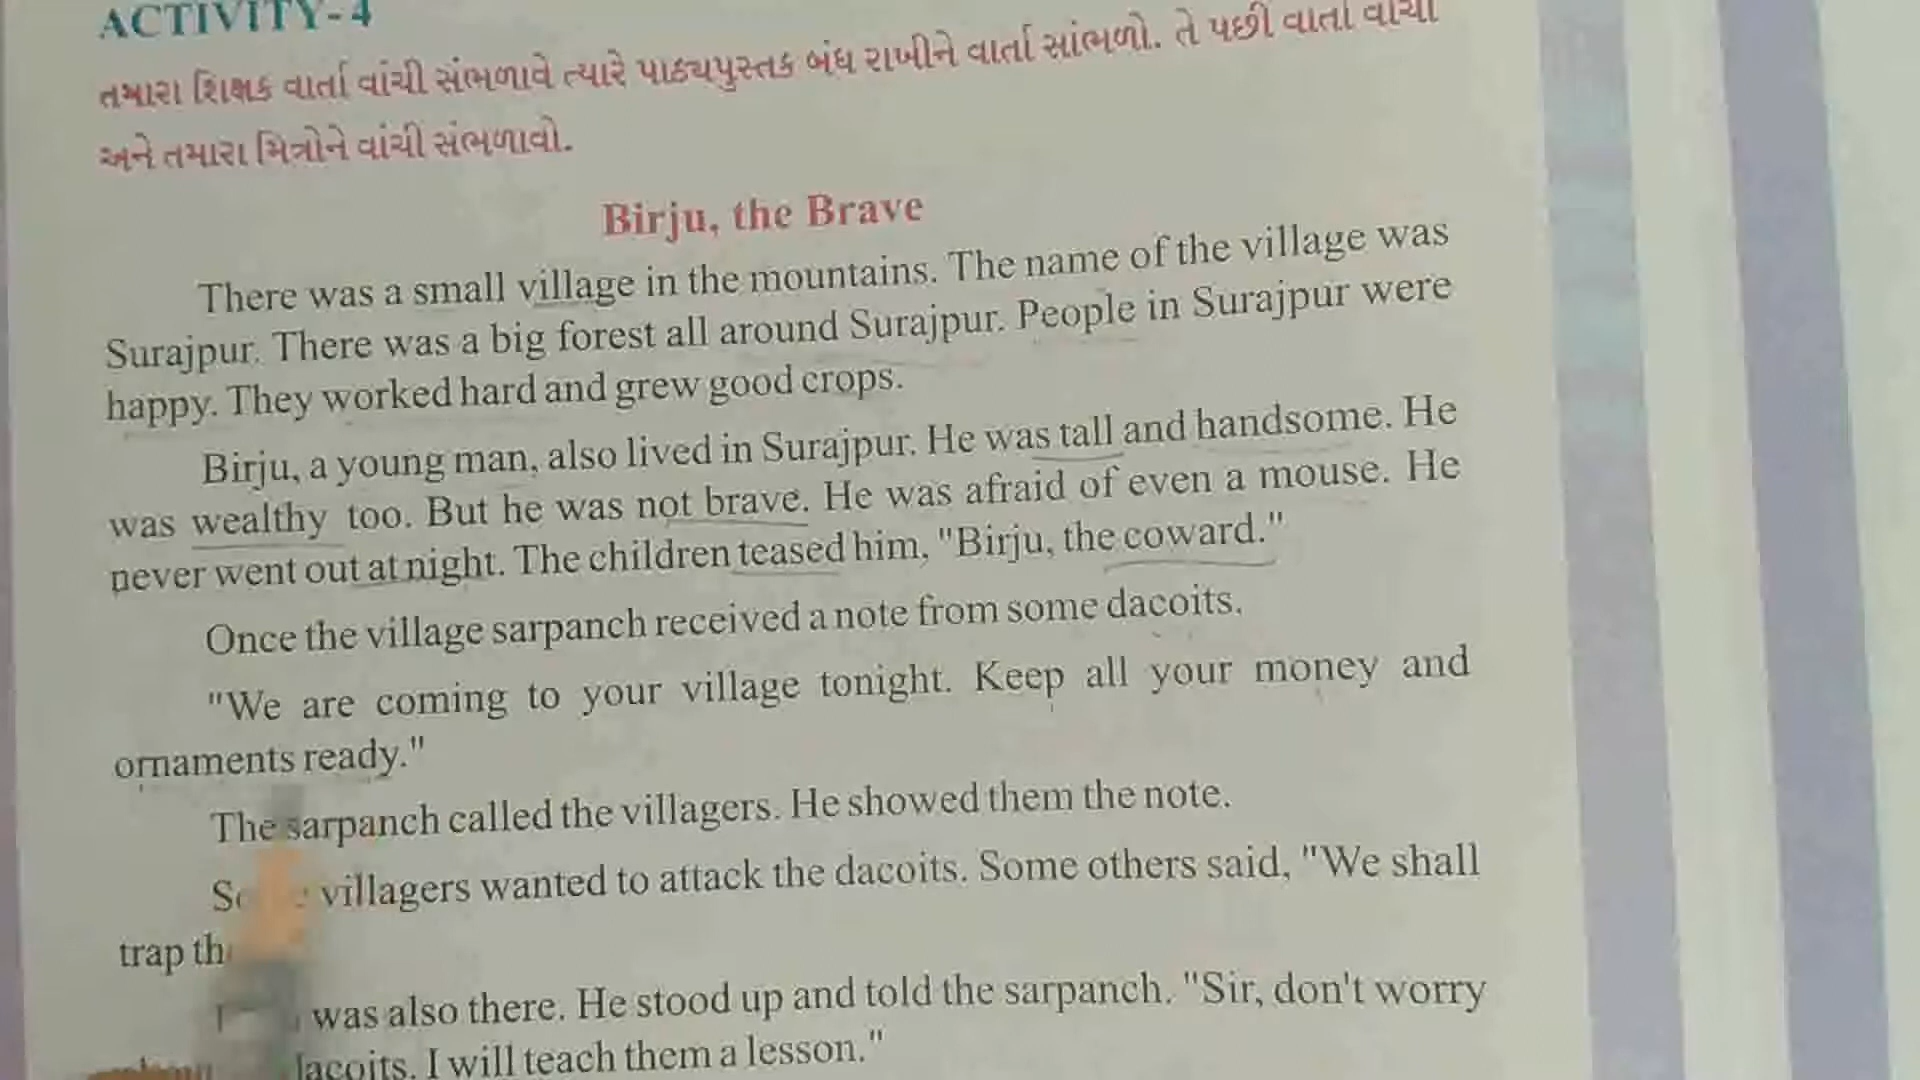 ACTIVITY- 4
તમારા શિક્ષક વાર્તા વાંચી સંભળાવે ત્યારે પાઠ્યપુસ્તક બંધ રાખીને વાર્તા સાંભળો. તે પછી વાર્તા વાંચો
અને તમારા મિત્રોને વાંચી સંભળાવો.
Birju, the Brave
There was a small village in the mountains. The name of the village was
Surajpur. There was a big forest all around Surajpur. People in Surajpur were
happy. They worked hard and grew good crops.
Birju, a young man, also lived in Surajpur. He was tall and handsome. He
was wealthy too. But he was not brave. He was afraid of even a mouse. He
never went out at night. The children teased him, "Birju, the coward."
Once the village sarpanch received a note from some dacoits.
"We are coming to your village tonight. Keep all your money and
ornaments ready."
The sarpanch called the villagers. He showed them the note.
villagers wanted to attack the dacoits. Some others said, "We shall
trap
was also there. He stood up and told the sarpanch. "Sir, don't worry
dacoits. I will teach them a lesson."